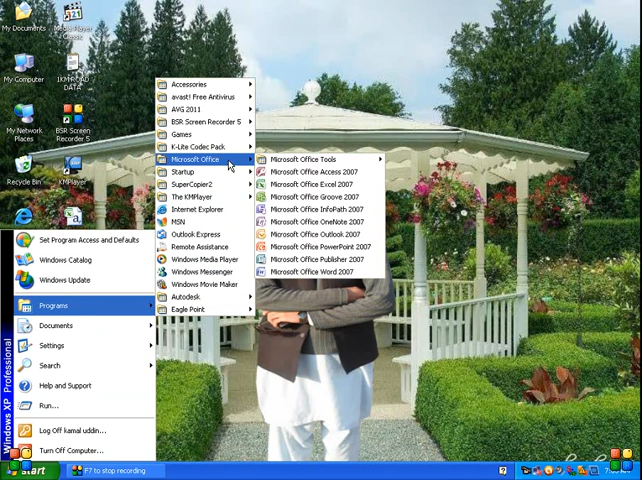 My Documents
Media Player Classic
My Computer
1KM ROAD DATA
My Network Places
BSR Screen Recorder 5
Recycle Bin
KMPlayer
Accessories
avast! Free Antivirus
AVG 2011
BSR Screen Recorder 5
Games
K-Lite Codec Pack
Microsoft Office
Startup
SuperCopier2
The KMPlayer
Internet Explorer
MSN
Outlook Express
Remote Assistance
Windows Media Player
Windows Messenger
Windows Movie Maker
Autodesk
Eagle Point
Microsoft Office Tools
Microsoft Office Access 2007
Microsoft Office Excel 2007
Microsoft Office Groove 2007
Microsoft Office InfoPath 2007
Microsoft Office OneNote 2007
Microsoft Office Outlook 2007
Microsoft Office PowerPoint 2007
Microsoft Office Publisher 2007
Microsoft Office Word 2007
Set Program Access and Defaults
Windows Catalog
Windows Update
Programs
Documents
Settings
Search
Help and Support
Run...
Log Off kamal uddin...
Turn Off Computer...
Windows XP Professional
start
F7 to stop recording